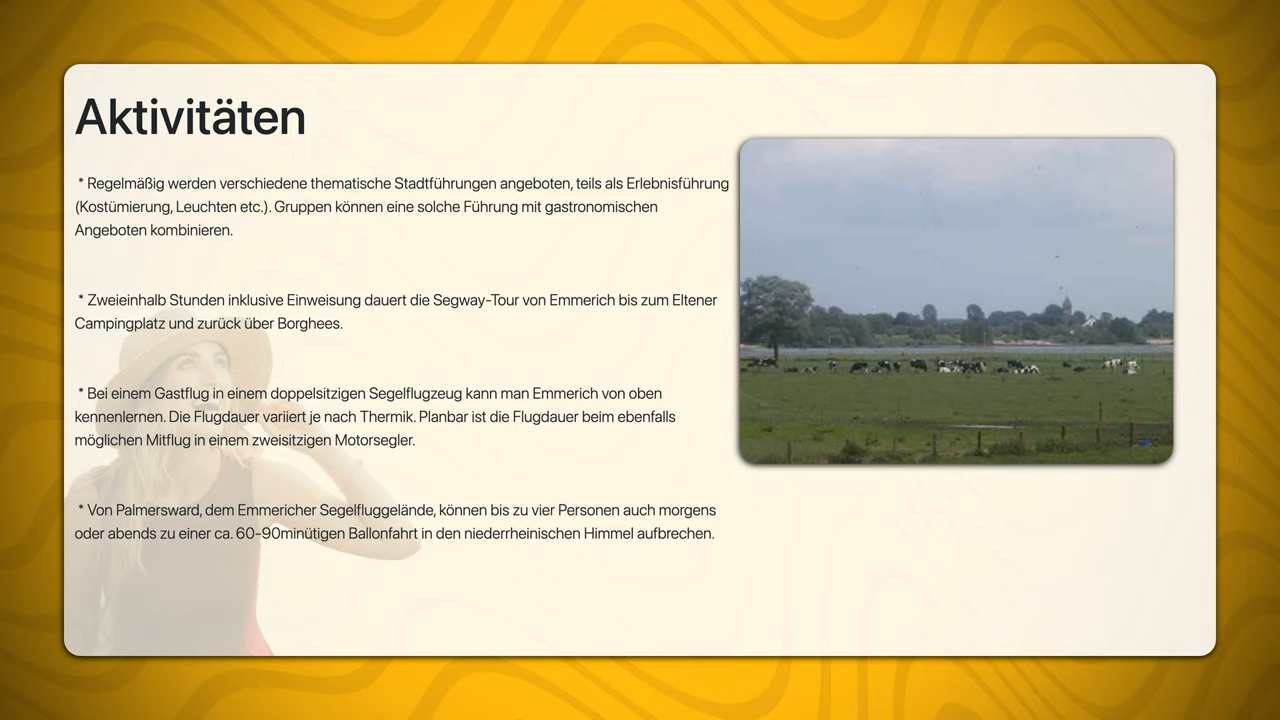 Aktivitäten
* Regelmäßig werden verschiedene thematische Stadtführungen angeboten, teils als Erlebnisführung
(Kostümierung, Leuchten etc.). Gruppen können eine solche Führung mit gastronomischen
Angeboten kombinieren.
* Zweieinhalb Stunden inklusive Einweisung dauert die Segway-Tour von Emmerich bis zum Eltener
Campingplatz und zurück über Borghees.
* Bei einem Gastflug in einem doppelsitzigen Segelflugzeug kann man Emmerich von oben
kennenlernen. Die Flugdauer variiert je nach Thermik. Planbar ist die Flugdauer beim ebenfalls
möglichen Mitflug in einem zweisitzigen Motorsegler.
* Von Palmersward, dem Emmericher Segelfluggelände, können bis zu vier Personen auch morgens
oder abends zu einer ca. 60-90minütigen Ballonfahrt in den niederrheinischen Himmel aufbrechen.